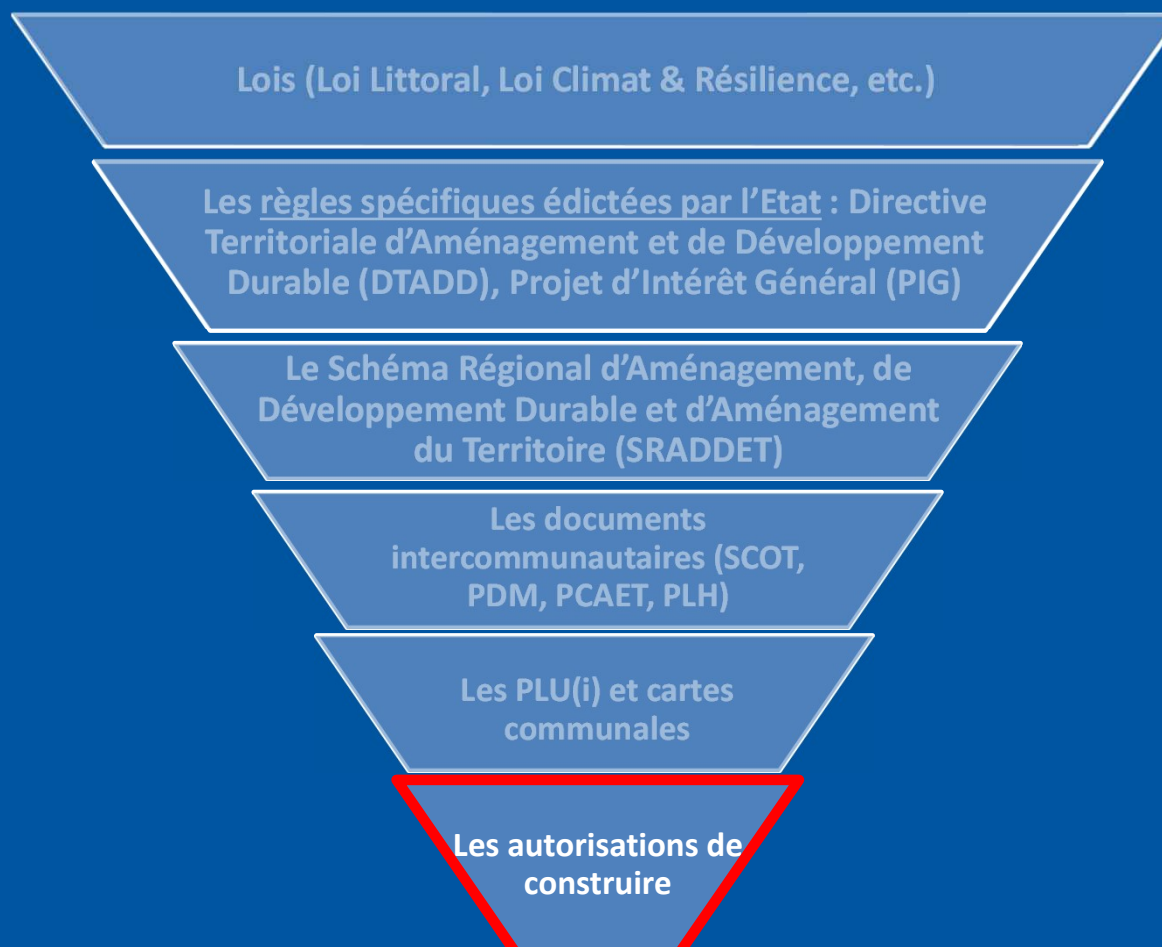 Lois (Loi Littoral, Loi Climat & Résilience, etc.)
Les règles spécifiques édictées par l’Etat : Directive
Territoriale d’Aménagement et de Développement
Durable (DTADD), Projet d’Intérêt Général (PIG)
Le Schéma Régional d’Aménagement, de
Développement Durable et d’Aménagement
du Territoire (SRADDET)
Les documents
intercommunautaires (SCOT,
PDM, PCAET, PLH)
Les PLU(i) et cartes
communales
Les autorisations de
construire